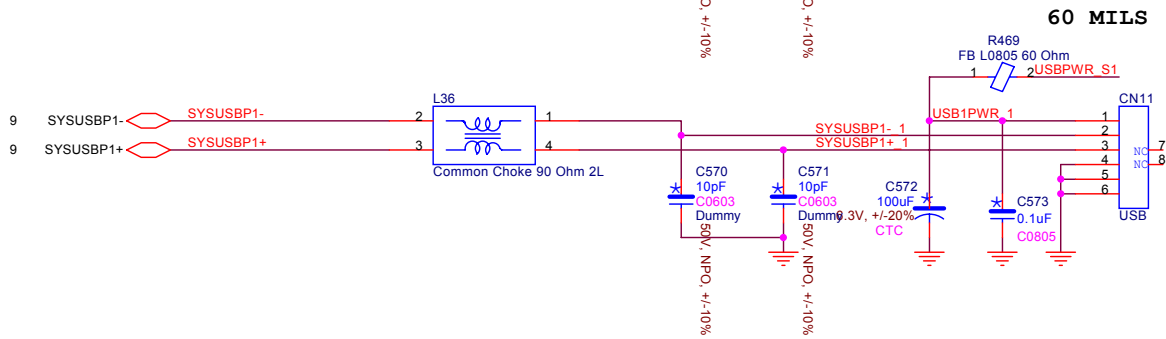 O, +/-10%
O, +/-10%
60 MILS
R469
FB L0805 60 Ohm
1
2
USBPWR_S1
L36
CN11
9
SYSUSBP1-
SYSUSBP1-
2
1
USB1PWR_1
1
SYSUSBP1-_1
2
9
SYSUSBP1+
SYSUSBP1+
3
4
SYSUSBP1+_1
3
NC
7
4
NC
8
Common Choke 90 Ohm 2L
5
6
C570
10pF
C0603
Dummy
50V, NPO, +/-10%
C571
10pF
C0603
Dummy
50V, NPO, +/-10%
C572
100uF
6.3V, +/-20%
CTC
C573
0.1uF
C0805
USB